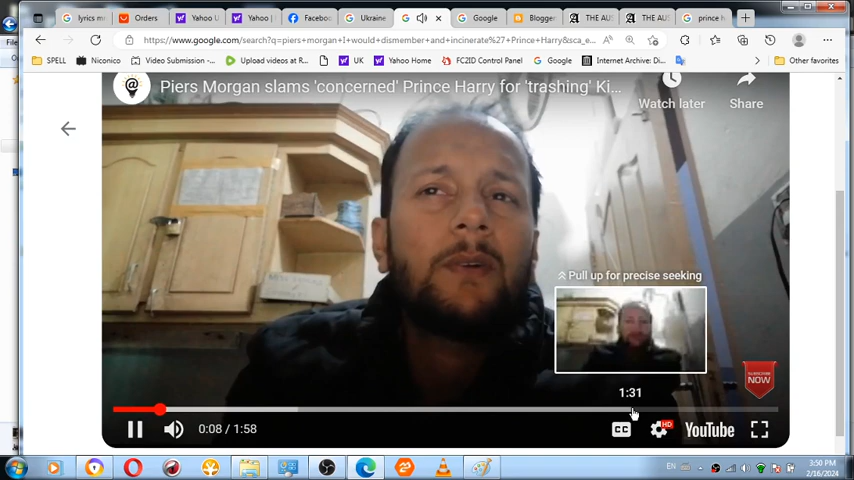 lyrics m
Orders
Yahoo U
Yahoo |
Facebo
Ukraine
Google
Blogger
THE AUS
THE AUS
prince h
https://www.google.com/search?q=piers+morgan+I+would+dismember+and+incinerate%27+Prince+Harry&sca_e...
SPELL
Niconico
Video Submission -...
Upload videos at R...
UK
Yahoo Home
FC2ID Control Panel
Google
Internet Archive: Di...
Other favorites
Piers Morgan slams 'concerned' Prince Harry for 'trashing' Ki...
Watch later
Share
Pull up for precise seeking
1:31
SUBSCRIBE
NOW
0:08 / 1:58
HD
YouTube
EN
3:50 PM
2/16/2024